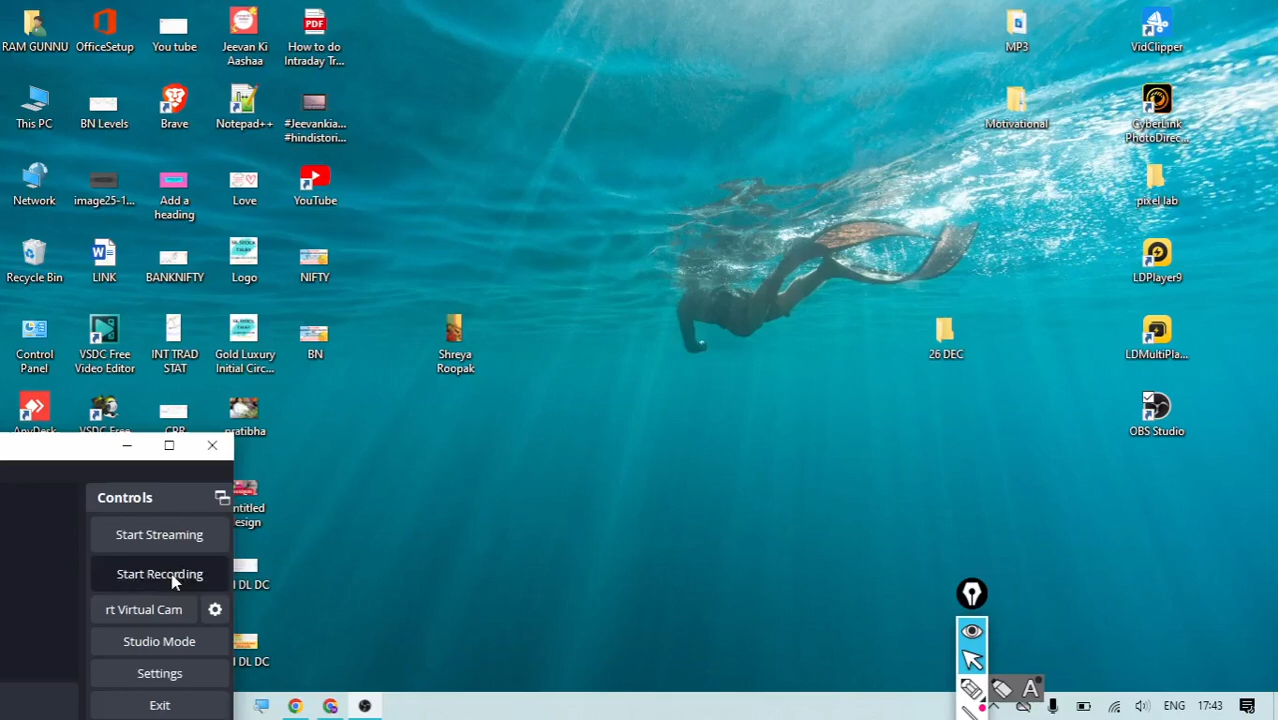 RAM GUNNU
OfficeSetup
You tube
Jeevan Ki
Aashaa
PDF
How to do
Intraday Tr...
MP3
VidClipper
This PC
BN Levels
Brave
Notepad++
#Jeevankia...
#hindistori...
Motivational
CyberLink
PhotoDirec...
Network
image25-1...
Add a
heading
Love
YouTube
pixel lab
Recycle Bin
LINK
BANKNIFTY
Logo
NIFTY
LDPlayer9
Control
Panel
VSDC Free
Video Editor
INT TRAD
STAT
Gold Luxury
Initial Circ...
BN
Shreya
Roopak
26 DEC
LDMultiPla...
AnyDesk
VSDC Free
CPR
pratibha
OBS Studio
Controls
ntitled
esign
Start Streaming
Start Recording
I DL DC
rt Virtual Cam
Studio Mode
I DL DC
Settings
Exit
A
ENG
17:43